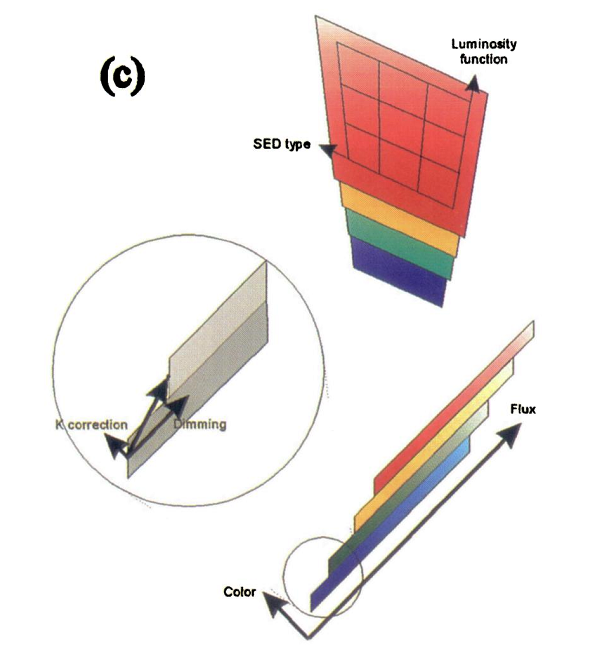 (c)
Luminosity
function
SED type
K correction
Dimming
Flux
Color